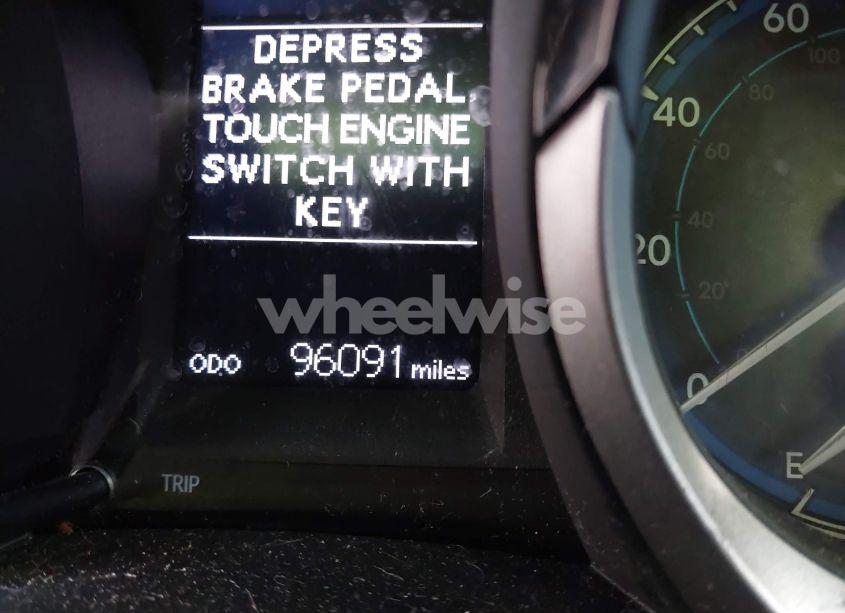 DEPRESS
BRAKE PEDAL.
TOUCH ENGINE
SWITCH WITH
KEY
wheelwise
ODO 96091 miles
TRIP
60
100
80
40
60
40
20
20
0
E